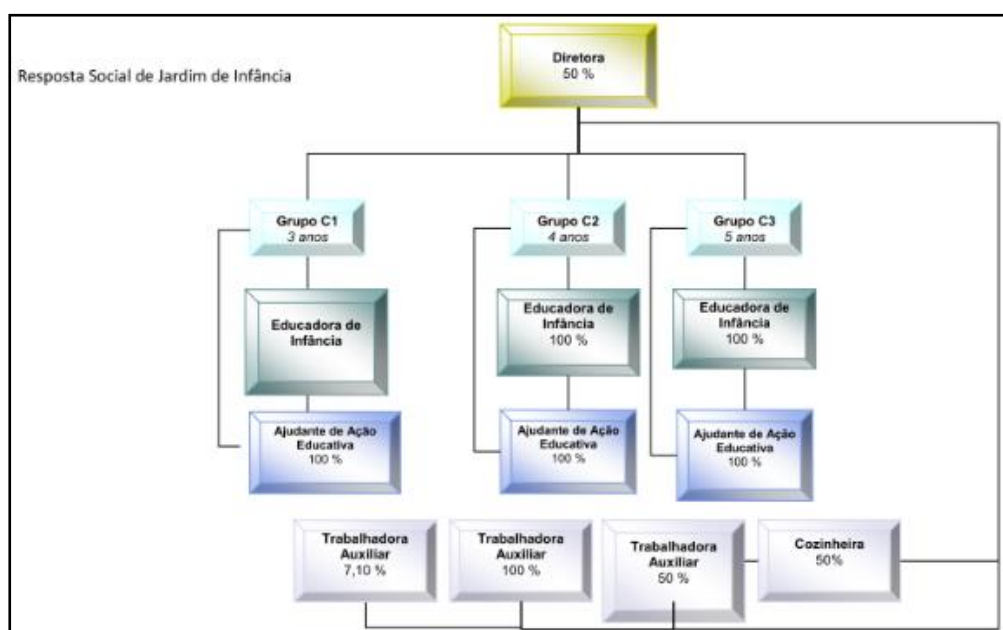 Diretora
50 %
Resposta Social de Jardim de Infância
Grupo C1
3 anos
Grupo C2
4 anos
Grupo C3
5 anos
Educadora de
Infância
Educadora de
Infância
100 %
Educadora de
Infância
100 %
Ajudante de Ação
Educativa
100 %
Ajudante de Ação
Educativa
100 %
Ajudante de Ação
Educativa
100 %
Trabalhadora
Auxiliar
7,10 %
Trabalhadora
Auxiliar
100 %
Trabalhadora
Auxiliar
50 %
Cozinheira
50%